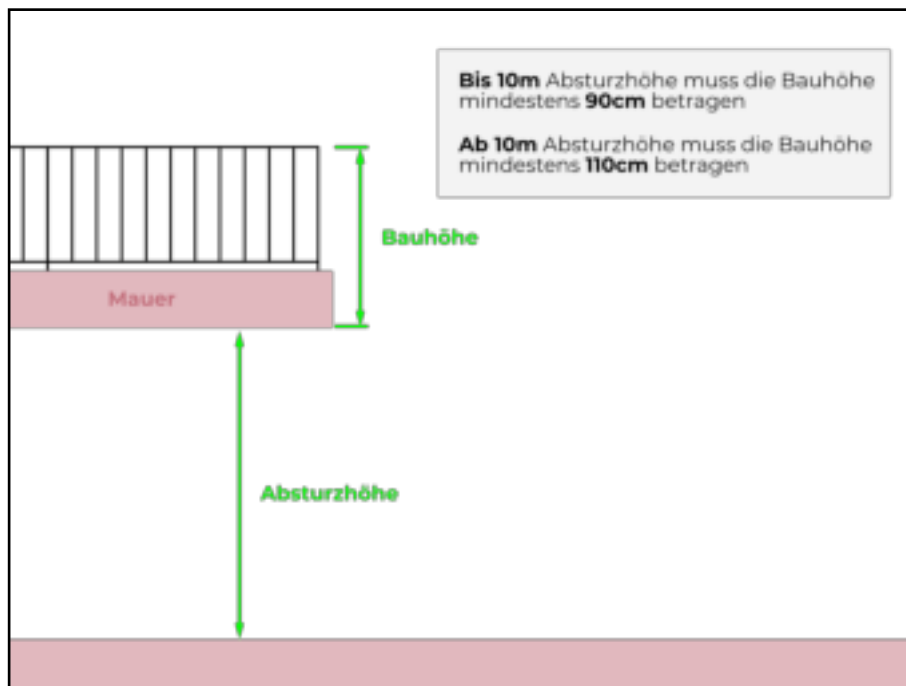 Bis 10m Absturzhöhe muss die Bauhöhe
mindestens 90cm betragen
Ab 10m Absturzhöhe muss die Bauhöhe
mindestens 110cm betragen
Bauhöhe
Mauer
Absturzhöhe